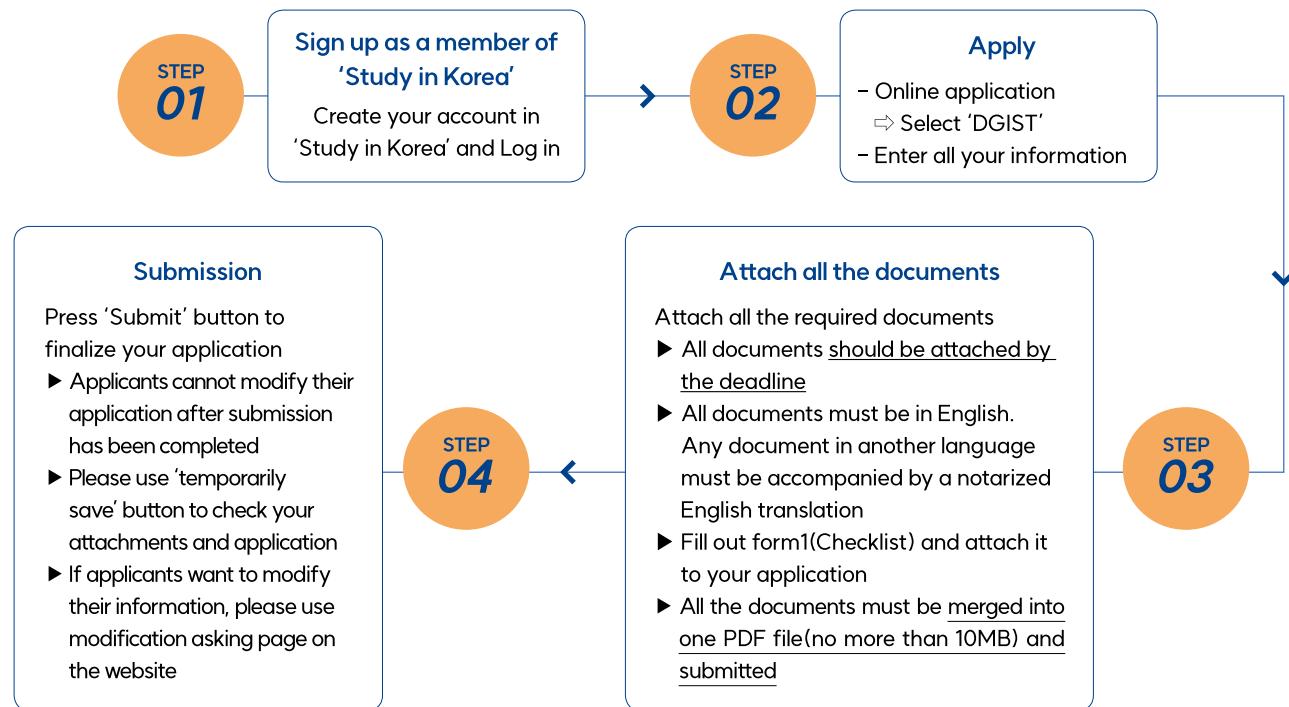 STEP
01
Sign up as a member of
‘Study in Korea’
Create your account in
‘Study in Korea’ and Log in
STEP
02
Apply
– Online application
⇨ Select ‘DGIST’
– Enter all your information
STEP
03
Attach all the documents
Attach all the required documents
▶ All documents should be attached by
the deadline
▶ All documents must be in English.
Any document in another language
must be accompanied by a notarized
English translation
▶ Fill out form1(Checklist) and attach it
to your application
▶ All the documents must be merged into
one PDF file(no more than 10MB) and
submitted
STEP
04
Submission
Press ‘Submit’ button to
finalize your application
▶ Applicants cannot modify their
application after submission
has been completed
▶ Please use ‘temporarily
save’ button to check your
attachments and application
▶ If applicants want to modify
their information, please use
modification asking page on
the website